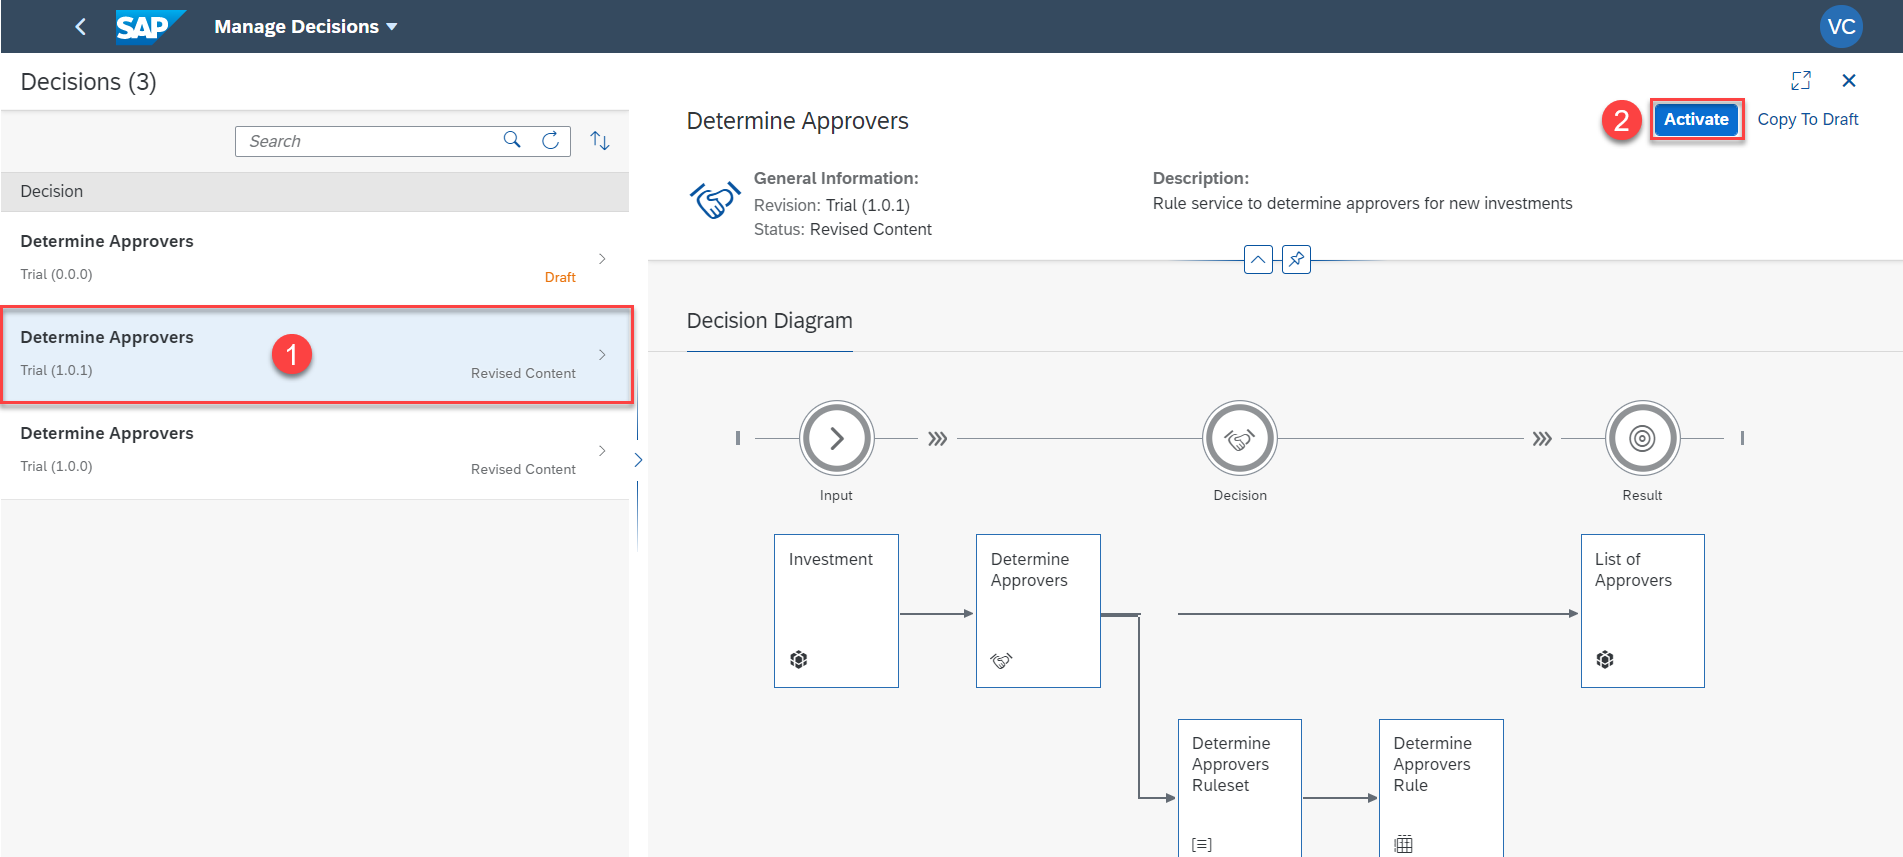 SAP
Manage Decisions
VC
Decisions (3)
Search
Decision
Determine Approvers
Trial (0.0.0)
Draft
Determine Approvers
1
Trial (1.0.1)
Revised Content
Determine Approvers
Trial (1.0.0)
Revised Content
Determine Approvers
2
Activate
Copy To Draft
General Information:
Revision: Trial (1.0.1)
Status: Revised Content
Description:
Rule service to determine approvers for new investments
Decision Diagram
Input
Decision
Result
Investment
Determine
Approvers
List of
Approvers
Determine
Approvers
Ruleset
Determine
Approvers
Rule